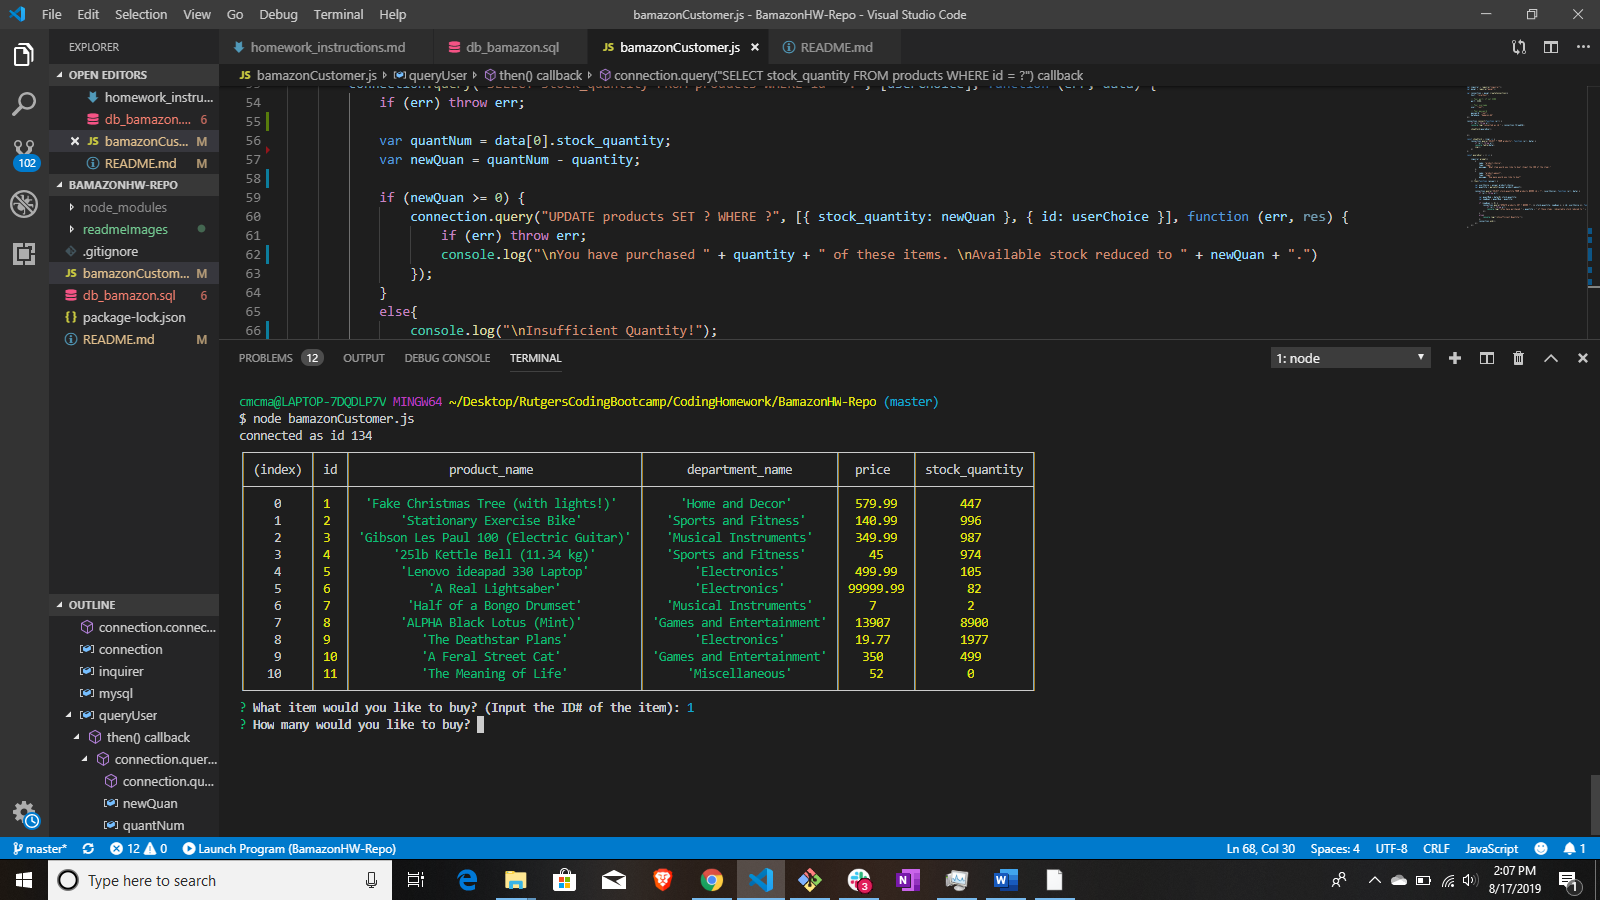 File Edit Selection View Go Debug Terminal Help
bamazonCustomer.js - BamazonHW-Repo - Visual Studio Code
EXPLORER
OPEN EDITORS
homework_instru...
db_bamazon.... 6
bamazonCus... M
README.md M
BAMAZONHW-REPO
node_modules
readmeImages
.gitignore
JS bamazonCustom... M
db_bamazon.sql 6
{} package-lock.json
README.md M
102
OUTLINE
connection.connec...
connection
inquirer
mysql
queryUser
then() callback
connection.quer...
connection.qu...
newQuan
quantNum
homework_instructions.md
db_bamazon.sql
JS bamazonCustomer.js
README.md
JS bamazonCustomer.js queryUser then() callback connection.query("SELECT stock_quantity FROM products WHERE id = ?") callback
54 if (err) throw err;
55
56 var quantNum = data[0].stock_quantity;
57 var newQuan = quantNum - quantity;
58
59 if (newQuan >= 0) {
60 connection.query("UPDATE products SET ? WHERE ?", [{ stock_quantity: newQuan }, { id: userChoice }], function (err, res) {
61 if (err) throw err;
62 console.log("\nYou have purchased " + quantity + " of these items. \nAvailable stock reduced to " + newQuan + ".")
63 });
64 }
65 else{
66 console.log("\nInsufficient Quantity!");
PROBLEMS 12 OUTPUT DEBUG CONSOLE TERMINAL
1: node
cmcma@LAPTOP-7DQDLP7V MINGW64 ~/Desktop/RutgersCodingBootcamp/CodingHomework/BamazonHW-Repo (master)
$ node bamazonCustomer.js
connected as id 134
(index) id product_name department_name price stock_quantity
0 1 'Fake Christmas Tree (with lights!)' 'Home and Decor' 579.99 447
1 2 'Stationary Exercise Bike' 'Sports and Fitness' 140.99 996
2 3 'Gibson Les Paul 100 (Electric Guitar)' 'Musical Instruments' 349.99 987
3 4 '25lb Kettle Bell (11.34 kg)' 'Sports and Fitness' 45 974
4 5 'Lenovo ideapad 330 Laptop' 'Electronics' 499.99 105
5 6 'A Real Lightsaber' 'Electronics' 99999.99 82
6 7 'Half of a Bongo Drumset' 'Musical Instruments' 7 2
7 8 'ALPHA Black Lotus (Mint)' 'Games and Entertainment' 13907 8900
8 9 'The Deathstar Plans' 'Electronics' 19.77 1977
9 10 'A Feral Street Cat' 'Games and Entertainment' 350 499
10 11 'The Meaning of Life' 'Miscellaneous' 52 0
? What item would you like to buy? (Input the ID# of the item): 1
? How many would you like to buy?
master* 12 0 Launch Program (BamazonHW-Repo)
Ln 68, Col 30 Spaces: 4 UTF-8 CRLF JavaScript 1
Type here to search
3
2:07 PM
8/17/2019
1